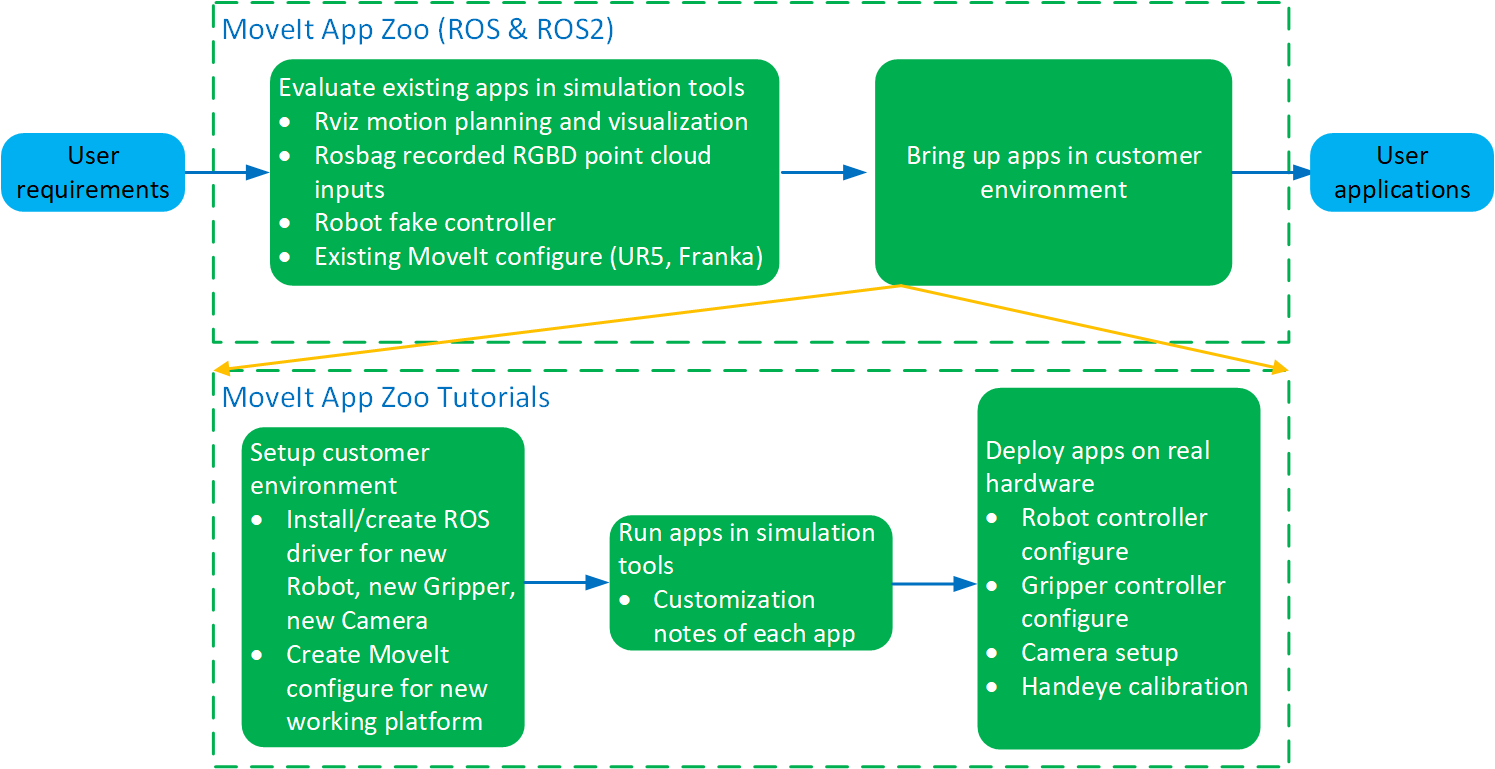 MoveIt App Zoo (ROS & ROS2)
User
requirements
Evaluate existing apps in simulation tools
• Rviz motion planning and visualization
• Rosbag recorded RGBD point cloud
inputs
• Robot fake controller
• Existing MoveIt configure (UR5, Franka)
Bring up apps in customer
environment
User
applications
MoveIt App Zoo Tutorials
Setup customer
environment
• Install/create ROS
driver for new
Robot, new Gripper,
new Camera
• Create MoveIt
configure for new
working platform
Run apps in simulation
tools
• Customization
notes of each app
Deploy apps on real
hardware
• Robot controller
configure
• Gripper controller
configure
• Camera setup
• Handeye calibration